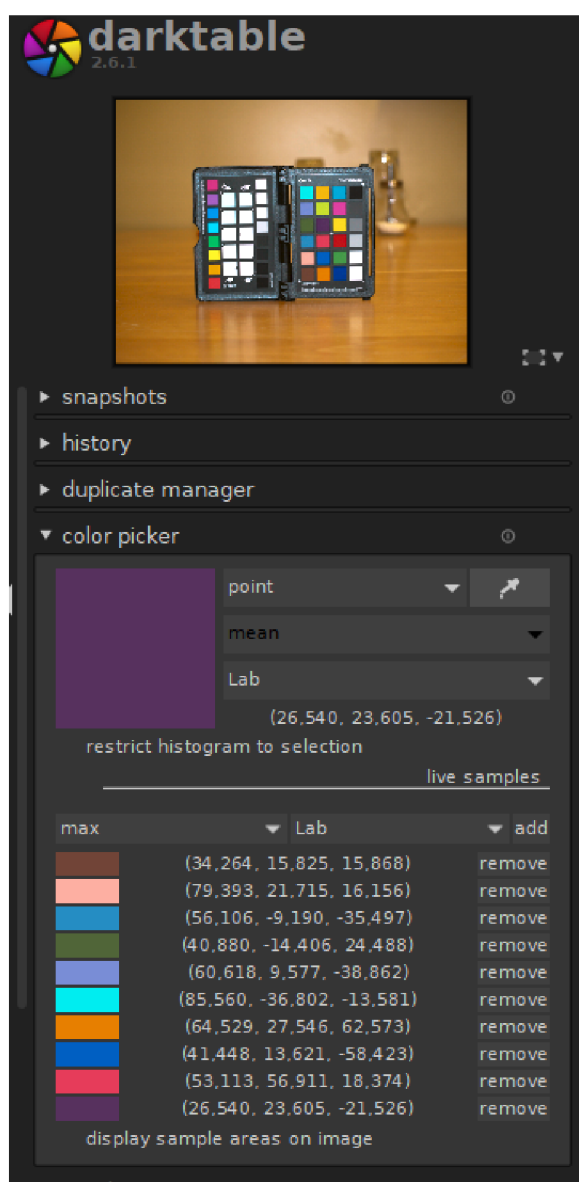 darktable
2.6.1
snapshots
history
duplicate manager
color picker
point
mean
Lab
(26,540, 23,605, -21,526)
restrict histogram to selection
live samples
max Lab add
(34,264, 15,825, 15,868) remove
(79,393, 21,715, 16,156) remove
(56,106, -9,190, -35,497) remove
(40,880, -14,406, 24,488) remove
(60,618, 9,577, -38,862) remove
(85,560, -36,802, -13,581) remove
(64,529, 27,546, 62,573) remove
(41,448, 13,621, -58,423) remove
(53,113, 56,911, 18,374) remove
(26,540, 23,605, -21,526) remove
display sample areas on image